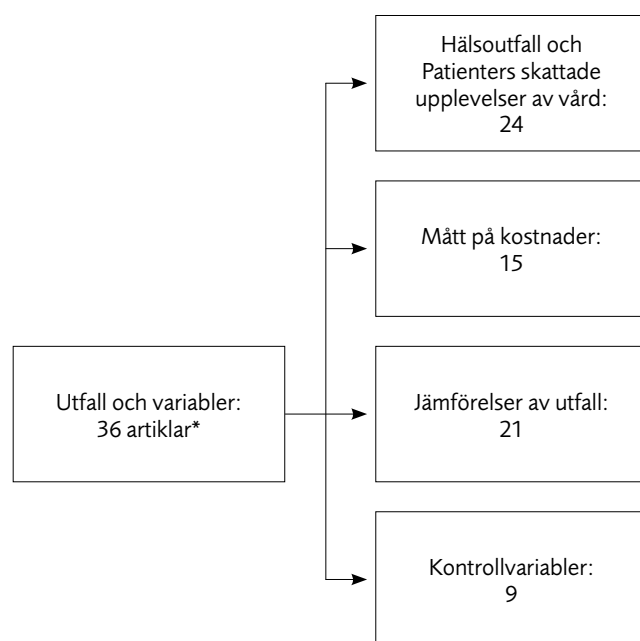 Hälsoutfall och
Patienters skattade
upplevelser av vård:
24
Mått på kostnader:
15
Utfall och variabler:
36 artiklar*
Jämförelser av utfall:
21
Kontrollvariabler:
9